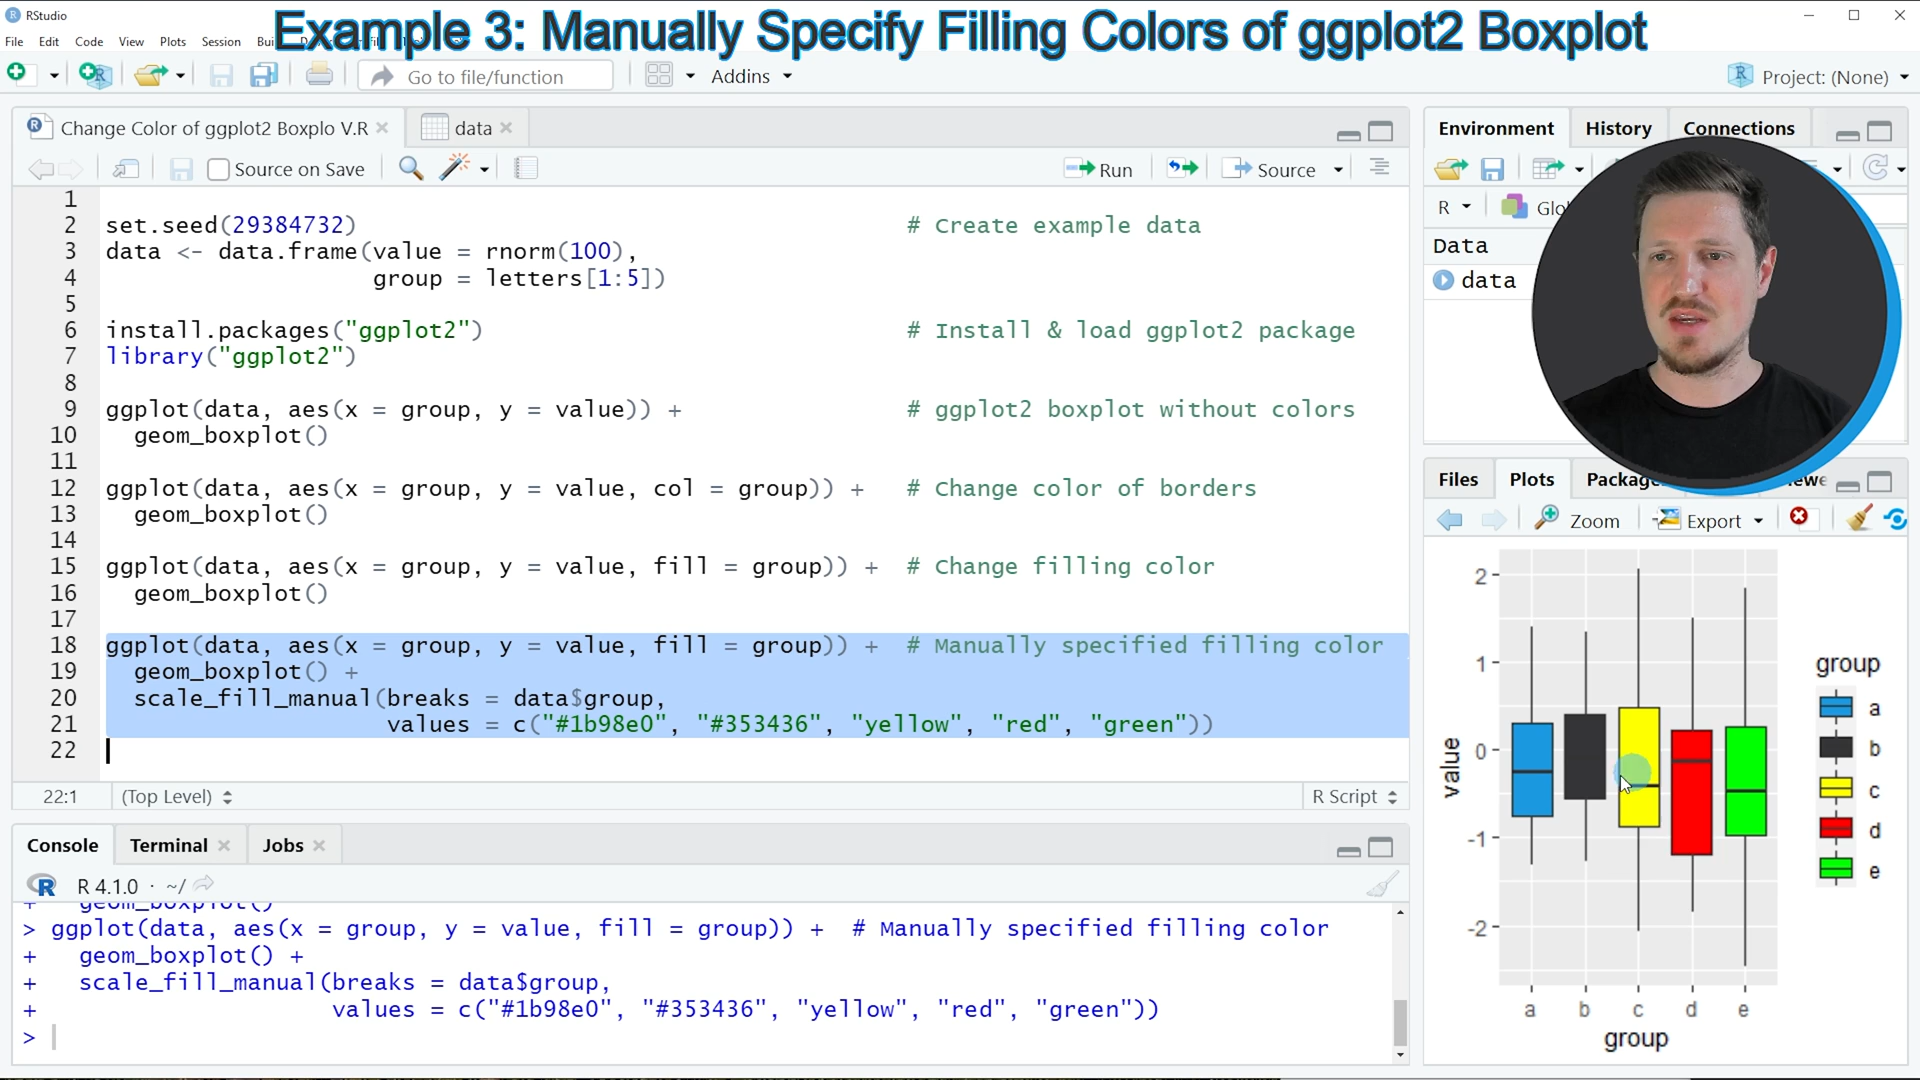 RStudio
Example 3: Manually Specify Filling Colors of ggplot2 Boxplot
File Edit Code View Plots Session
Go to file/function
Addins
Project: (None)
Change Color of ggplot2 Boxplo V.R
data
Source on Save
Run
Source
1
2 set.seed(29384732) # Create example data
3 data <- data.frame(value = rnorm(100),
4 group = letters[1:5])
5
6 install.packages("ggplot2") # Install & load ggplot2 package
7 library("ggplot2")
8
9 ggplot(data, aes(x = group, y = value)) + # ggplot2 boxplot without colors
10 geom_boxplot()
11
12 ggplot(data, aes(x = group, y = value, col = group)) + # Change color of borders
13 geom_boxplot()
14
15 ggplot(data, aes(x = group, y = value, fill = group)) + # Change filling color
16 geom_boxplot()
17
18 ggplot(data, aes(x = group, y = value, fill = group)) + # Manually specified filling color
19 geom_boxplot() +
20 scale_fill_manual(breaks = data$group,
21 values = c("#1b98e0", "#353436", "yellow", "red", "green"))
22
22:1 (Top Level) R Script
Console Terminal Jobs
R 4.1.0 · ~/
+ geom_boxplot()
> ggplot(data, aes(x = group, y = value, fill = group)) + # Manually specified filling color
+ geom_boxplot() +
+ scale_fill_manual(breaks = data$group,
+ values = c("#1b98e0", "#353436", "yellow", "red", "green"))
>
Environment History Connections
R
Data
data
Files Plots
Zoom Export
2
1
0
-1
-2
value
a b c d e
group
group
a
b
c
d
e